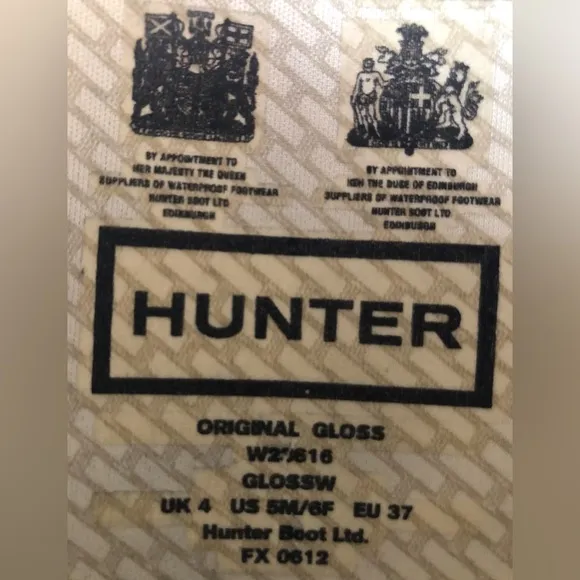 BY APPOINTMENT TO
HER MAJESTY THE QUEEN
SUPPLIERS OF WATERPROOF FOOTWEAR
HUNTER BOOT LTD
EDINBURGH
BY APPOINTMENT TO
HRH THE DUKE OF EDINBURGH
SUPPLIERS OF WATERPROOF FOOTWEAR
HUNTER BOOT LTD
EDINBURGH
HUNTER
ORIGINAL GLOSS
GLOSSW
UK 4 US 5M/6F EU 37
Hunter Boot Ltd.
FX 0612